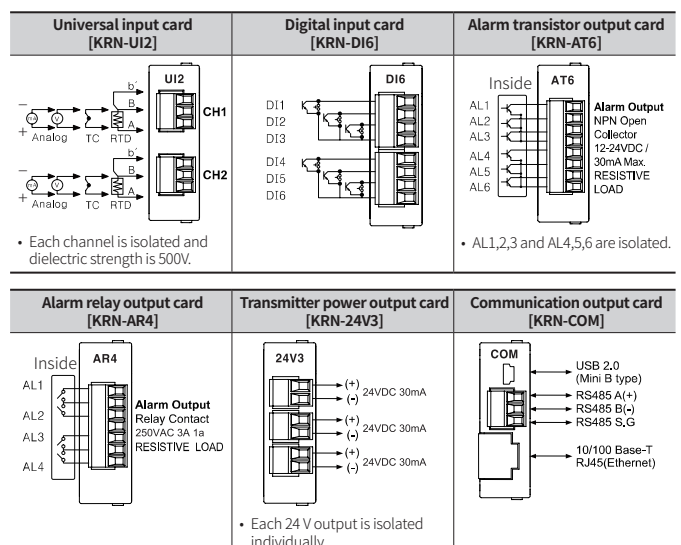 Universal input card
[KRN-UI2]
b´
B
A
UI2
CH1
mA
V
−
+
Analog
TC
RTD
b´
B
A
CH2
mA
V
−
+
Analog
TC
RTD
• Each channel is isolated and
dielectric strength is 500V.
Digital input card
[KRN-DI6]
DI6
DI1
DI2
DI3
DI4
DI5
DI6
Alarm transistor output card
[KRN-AT6]
Inside
AT6
AL1
AL2
AL3
AL4
AL5
AL6
Alarm Output
NPN Open
Collector
12-24VDC /
30mA Max.
RESISTIVE
LOAD
• AL1,2,3 and AL4,5,6 are isolated.
Alarm relay output card
[KRN-AR4]
Inside
AR4
AL1
AL2
AL3
AL4
Alarm Output
Relay Contact
250VAC 3A 1a
RESISTIVE LOAD
Transmitter power output card
[KRN-24V3]
24V3
(+)
(-)
24VDC 30mA
(+)
(-)
24VDC 30mA
(+)
(-)
24VDC 30mA
• Each 24 V output is isolated
individually
Communication output card
[KRN-COM]
COM
USB 2.0
(Mini B type)
RS485 A(+)
RS485 B(-)
RS485 S.G
10/100 Base-T
RJ45(Ethernet)